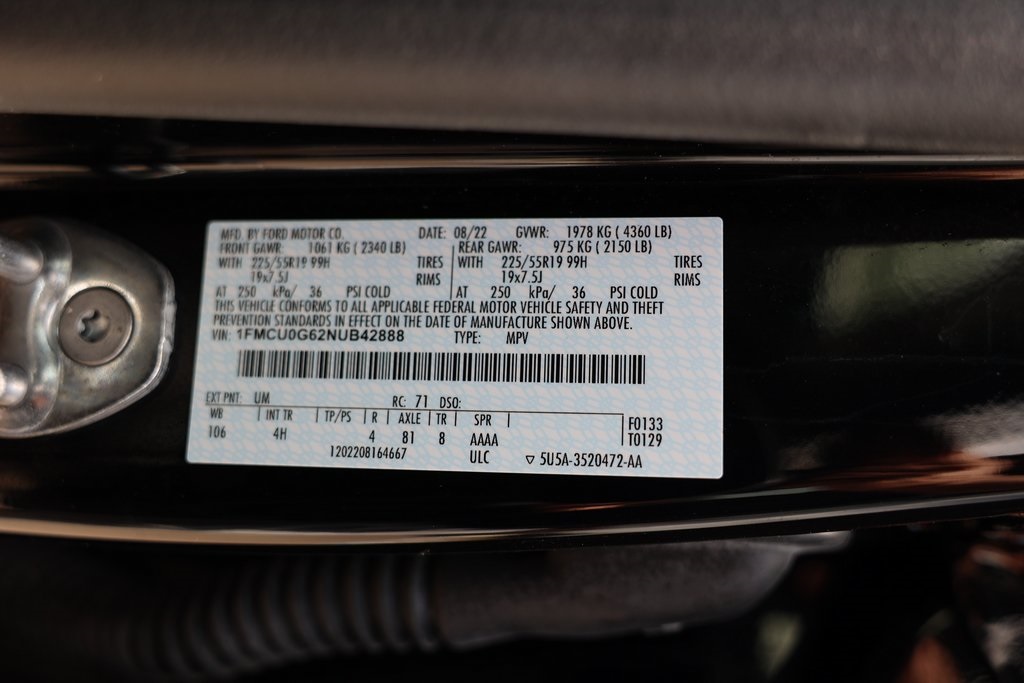 MFD. BY FORD MOTOR CO. DATE: 08/22 GVWR: 1978 KG ( 4360 LB)
FRONT GAWR: 1061 KG ( 2340 LB) REAR GAWR: 975 KG ( 2150 LB)
WITH 225/55R19 99H TIRES WITH 225/55R19 99H TIRES
19x7.5J RIMS 19x7.5J RIMS
AT 250 kPa/ 36 PSI COLD AT 250 kPa/ 36 PSI COLD
THIS VEHICLE CONFORMS TO ALL APPLICABLE FEDERAL MOTOR VEHICLE SAFETY AND THEFT
PREVENTION STANDARDS IN EFFECT ON THE DATE OF MANUFACTURE SHOWN ABOVE.
VIN: 1FMCU0G62NUB42888 TYPE: MPV
EXT PNT: UM RC: 71 DSO:
WB INT TR TP/PS R AXLE TR SPR F0133
106 4H 4 81 8 AAAA T0129
1202208164667 ULC ▽ 5U5A-3520472-AA